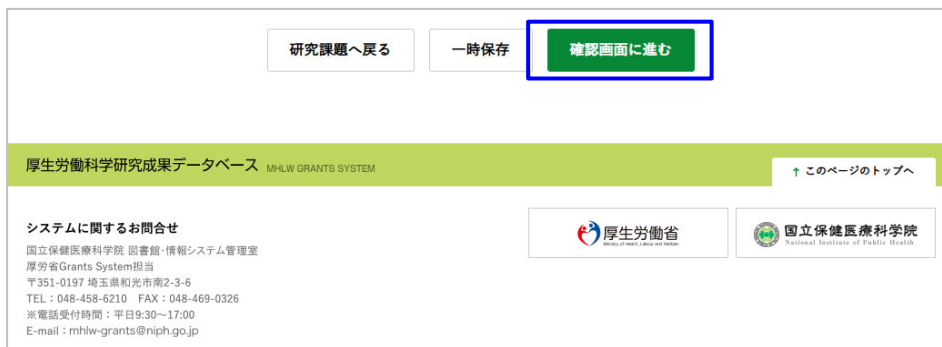 研究課題へ戻る
一時保存
確認画面に進む
厚生労働科学研究成果データベース MHLW GRANTS SYSTEM
↑ このページのトップへ
システムに関するお問合せ
国立保健医療科学院 図書館・情報システム管理室
厚労省Grants System担当
〒351-0197 埼玉県和光市南2-3-6
TEL：048-458-6210 FAX：048-469-0326
※電話受付時間：平日9:30～17:00
E-mail：mhlw-grants@niph.go.jp
厚生労働省
Ministry of Health, Labour and Welfare
国立保健医療科学院
National Institute of Public Health